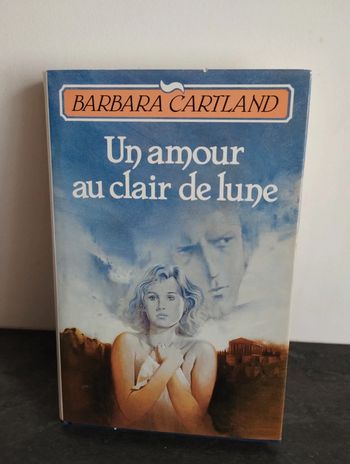 BARBARA CARTLAND
Un amour
au clair de lune